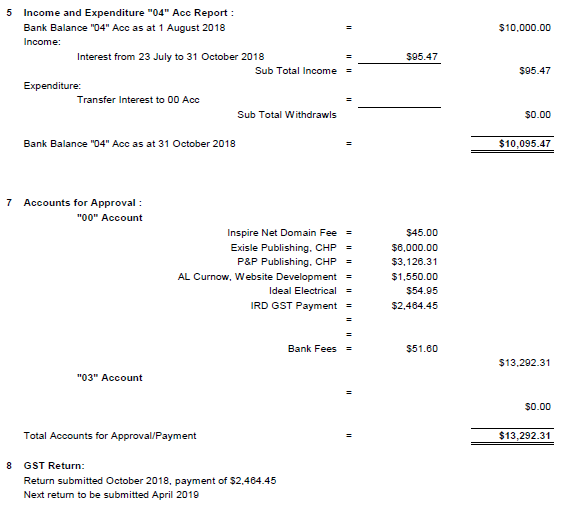 5 Income and Expenditure "04" Acc Report :
Bank Balance "04" Acc as at 1 August 2018 = $10,000.00
Income:
Interest from 23 July to 31 October 2018 = $95.47
Sub Total Income = $95.47
Expenditure:
Transfer Interest to 00 Acc =
Sub Total Withdrawls $0.00
Bank Balance "04" Acc as at 31 October 2018 = $10,095.47
7 Accounts for Approval :
"00" Account
Inspire Net Domain Fee = $45.00
Exisle Publishing, CHP = $6,000.00
P&P Publishing, CHP = $3,126.31
AL Curnow, Website Development = $1,550.00
Ideal Electrical = $54.95
IRD GST Payment = $2,464.45
=
=
Bank Fees = $51.60
$13,292.31
"03" Account
=
$0.00
Total Accounts for Approval/Payment = $13,292.31
8 GST Return:
Return submitted October 2018, payment of $2,464.45
Next return to be submitted April 2019